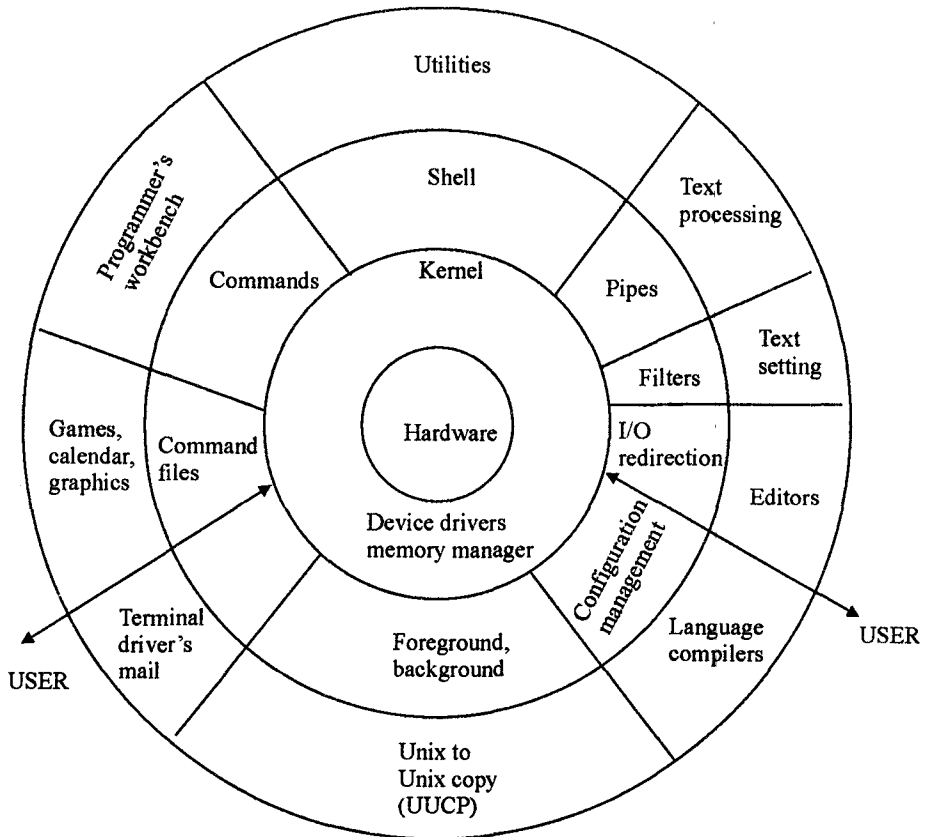 Utilities
Shell
Kernel
Programmer's
workbench
Text
processing
Commands
Pipes
Text
setting
Filters
Hardware
Games,
calendar,
graphics
Command
files
I/O
redirection
Editors
Device drivers
memory manager
Configuration
management
Terminal
driver's
mail
Foreground,
background
Language
compilers
USER
USER
Unix to
Unix copy
(UUCP)